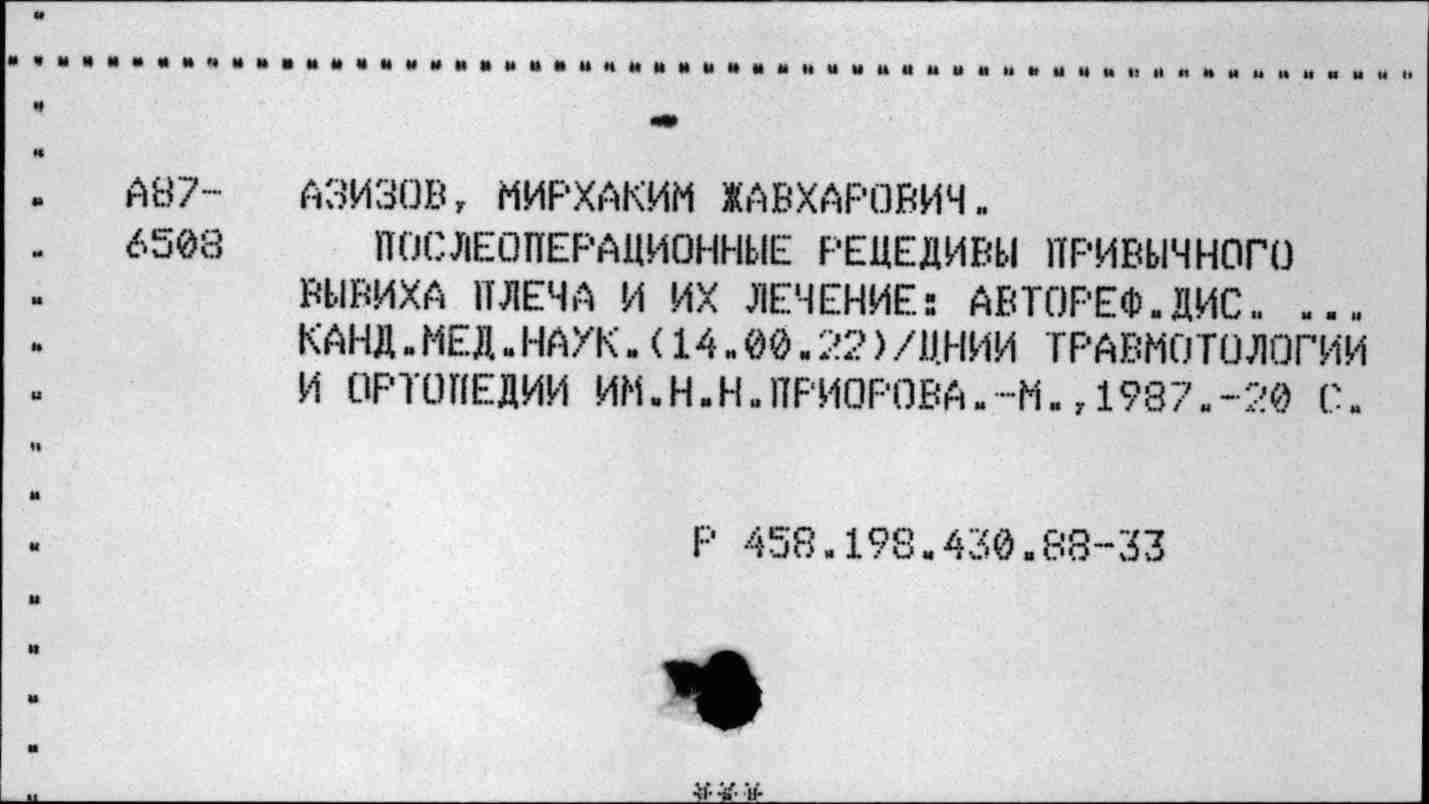 А87- АЗИЗОВ, МИРХАКИМ ЖАВХАРОВИЧ.
6508 ПОСЛЕОПЕРАЦИОННЫЕ РЕЦЕДИВЫ ПРИВЫЧНОГО
ВЫВИХА ПЛЕЧА И ИХ ЛЕЧЕНИЕ: АВТОРЕФ.ДИС. ...
КАНД.МЕД.НАУК.(14.00.22)/ЦНИИ ТРАВМОТОЛОГИИ
И ОРТОПЕДИИ ИМ.Н.Н.ПРИОРОВА.-М.,1987.-20 С.
Р 458.198.430.88-33
***